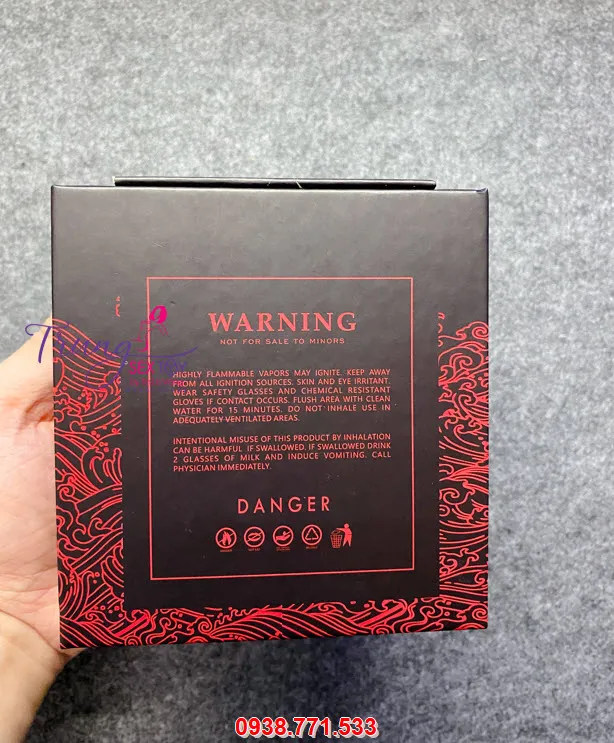 WARNING
NOT FOR SALE TO MINORS
Trung
HIGHLY FLAMMABLE VAPORS MAY IGNITE. KEEP AWAY
FROM ALL IGNITION SOURCES. SKIN AND EYE IRRITANT.
WEAR SAFETY GLASSES AND CHEMICAL RESISTANT
GLOVES IF CONTACT OCCURS. FLUSH AREA WITH CLEAN
WATER FOR 15 MINUTES. DO NOT INHALE USE IN
ADEQUATELY VENTILATED AREAS.
INTENTIONAL MISUSE OF THIS PRODUCT BY INHALATION
CAN BE HARMFUL IF SWALLOWED. IF SWALLOWED DRINK
2 GLASSES OF MILK AND INDUCE VOMITING. CALL
PHYSICIAN IMMEDIATELY.
DANGER
0938.771.533